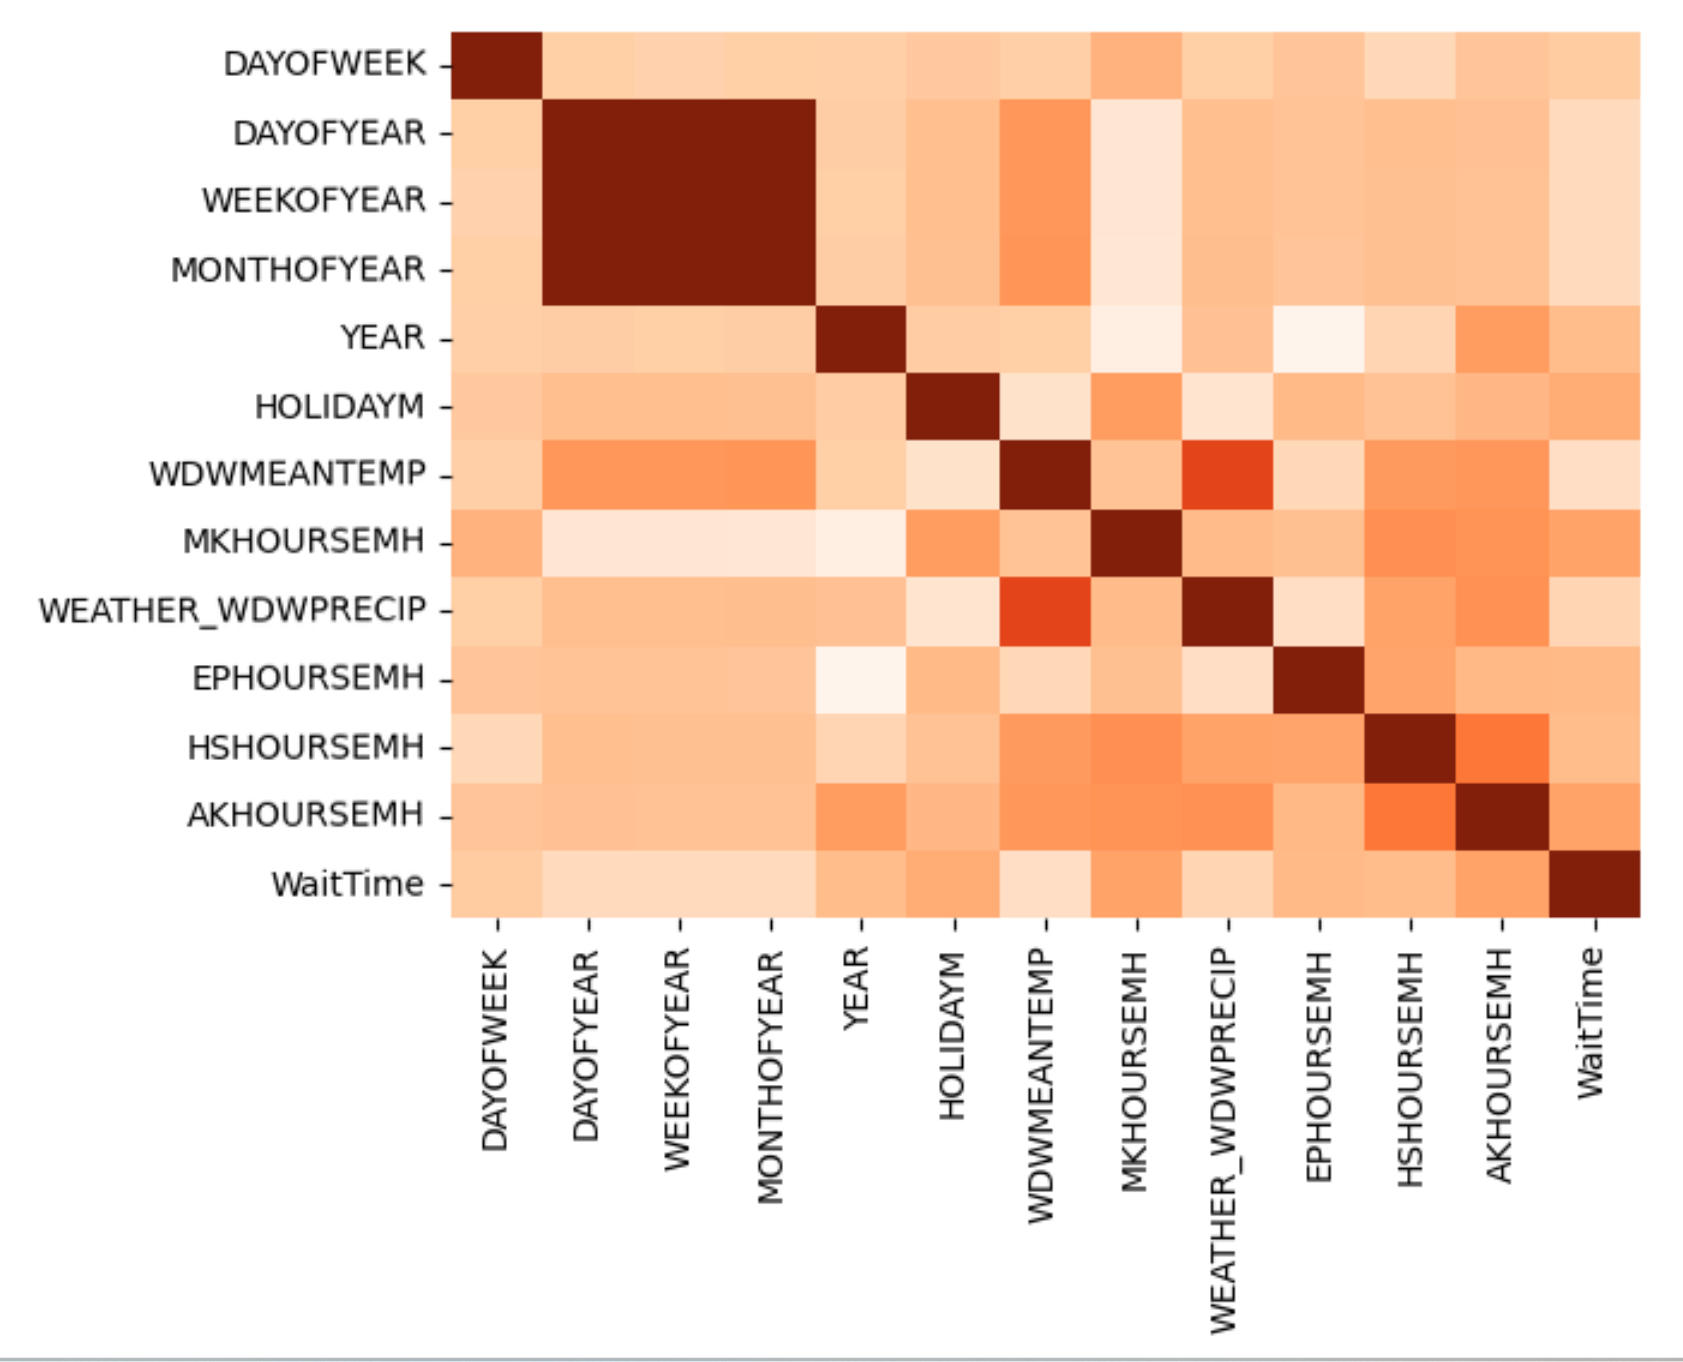 DAYOFWEEK
DAYOFYEAR
WEEKOFYEAR
MONTHOFYEAR
YEAR
HOLIDAYM
WDWMEANTEMP
MKHOURSEMH
WEATHER_WDWPRECIP
EPHOURSEMH
HSHOURSEMH
AKHOURSEMH
WaitTime
DAYOFWEEK
DAYOFYEAR
WEEKOFYEAR
MONTHOFYEAR
YEAR
HOLIDAYM
WDWMEANTEMP
MKHOURSEMH
WEATHER_WDWPRECIP
EPHOURSEMH
HSHOURSEMH
AKHOURSEMH
WaitTime